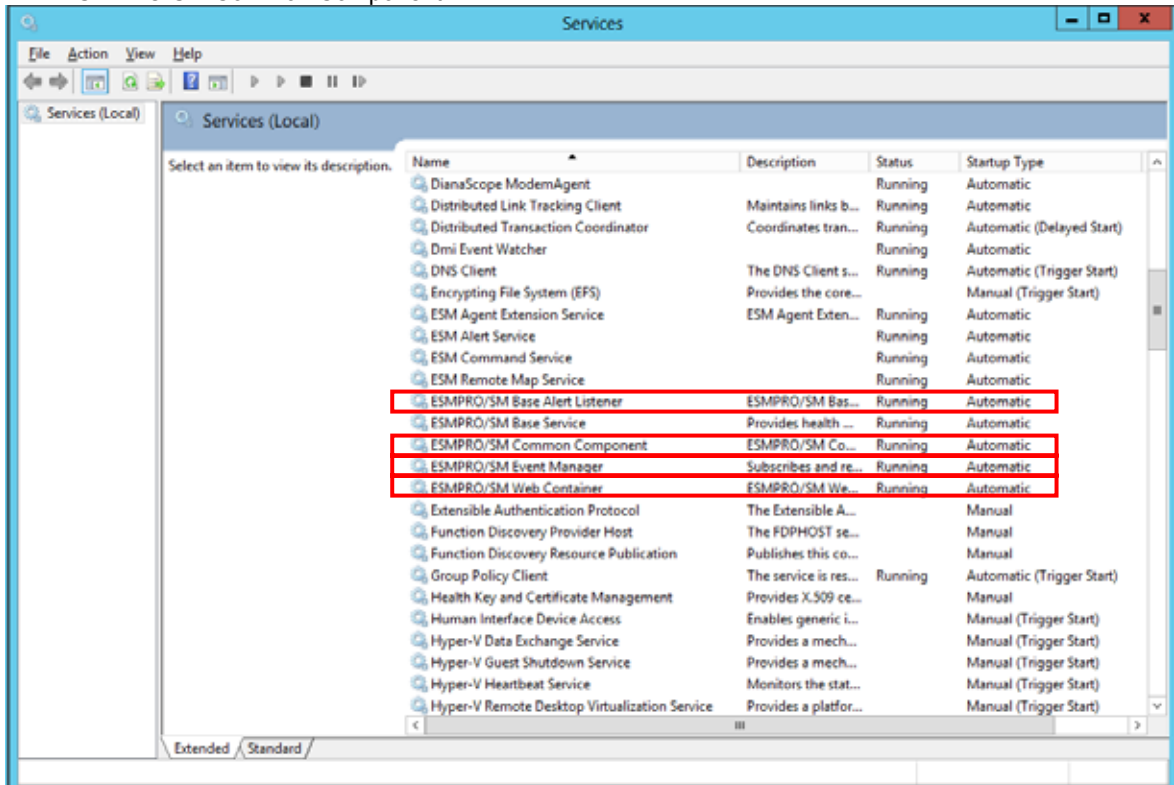 Services
File Action View Help
Services (Local)
Services (Local)
Select an item to view its description.
Name Description Status Startup Type
DianaScope ModemAgent Running Automatic
Distributed Link Tracking Client Maintains links b... Running Automatic
Distributed Transaction Coordinator Coordinates tran... Running Automatic (Delayed Start)
Dmi Event Watcher Running Automatic
DNS Client The DNS Client s... Running Automatic (Trigger Start)
Encrypting File System (EFS) Provides the core... Manual (Trigger Start)
ESM Agent Extension Service ESM Agent Exten... Running Automatic
ESM Alert Service Running Automatic
ESM Command Service Running Automatic
ESM Remote Map Service Running Automatic
ESMPRO/SM Base Alert Listener ESMPRO/SM Bas... Running Automatic
ESMPRO/SM Base Service Provides health ... Running Automatic
ESMPRO/SM Common Component ESMPRO/SM Co... Running Automatic
ESMPRO/SM Event Manager Subscribes and re... Running Automatic
ESMPRO/SM Web Container ESMPRO/SM We... Running Automatic
Extensible Authentication Protocol The Extensible A... Manual
Function Discovery Provider Host The FDPHOST se... Manual
Function Discovery Resource Publication Publishes this co... Manual
Group Policy Client The service is res... Running Automatic (Trigger Start)
Health Key and Certificate Management Provides X.509 ce... Manual
Human Interface Device Access Enables generic i... Manual (Trigger Start)
Hyper-V Data Exchange Service Provides a mech... Manual (Trigger Start)
Hyper-V Guest Shutdown Service Provides a mech... Manual (Trigger Start)
Hyper-V Heartbeat Service Monitors the stat... Manual (Trigger Start)
Hyper-V Remote Desktop Virtualization Service Provides a platfor... Manual (Trigger Start)
Extended Standard